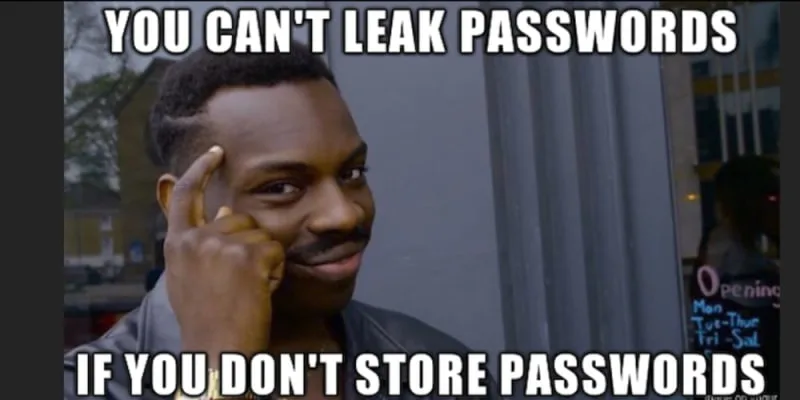 YOU CAN'T LEAK PASSWORDS
Opening
Mon
Tue-Thur
Fri-Sat
IF YOU DON'T STORE PASSWORDS